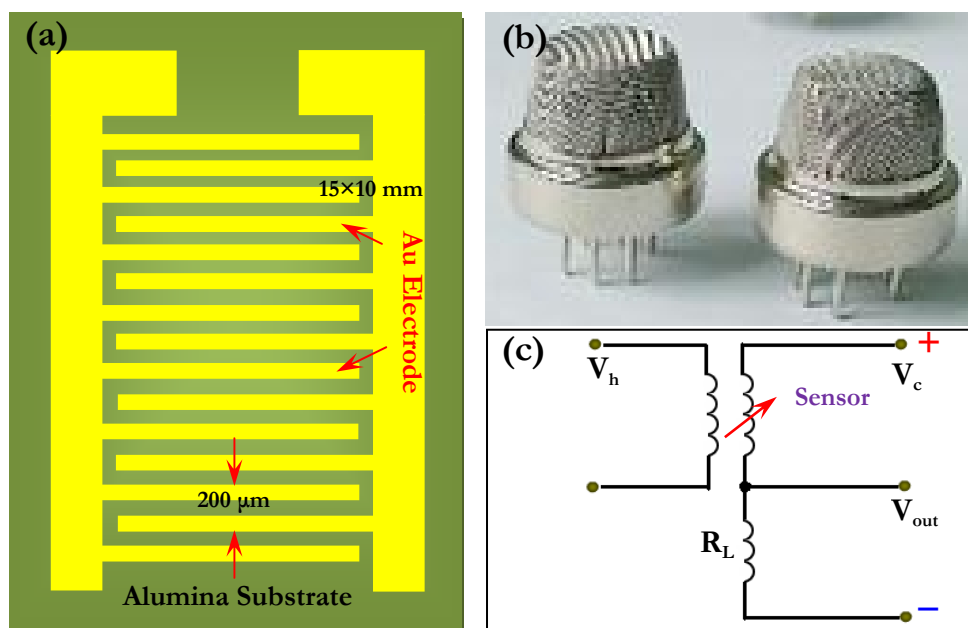 (a)
15×10 mm
Au Electrode
200 µm
Alumina Substrate
(b)
(c)
+
V_h
V_c
Sensor
V_out
R_L
−